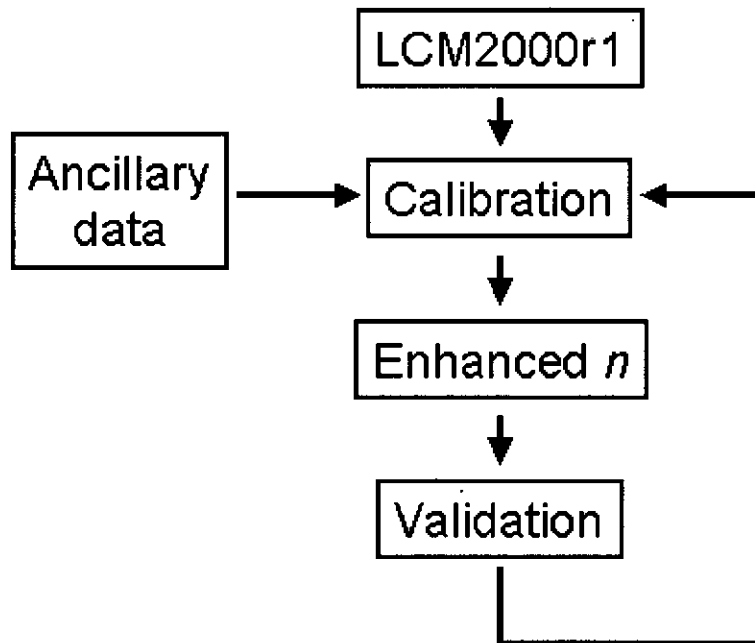 LCM2000r1
Ancillary
data
Calibration
Enhanced n
Validation